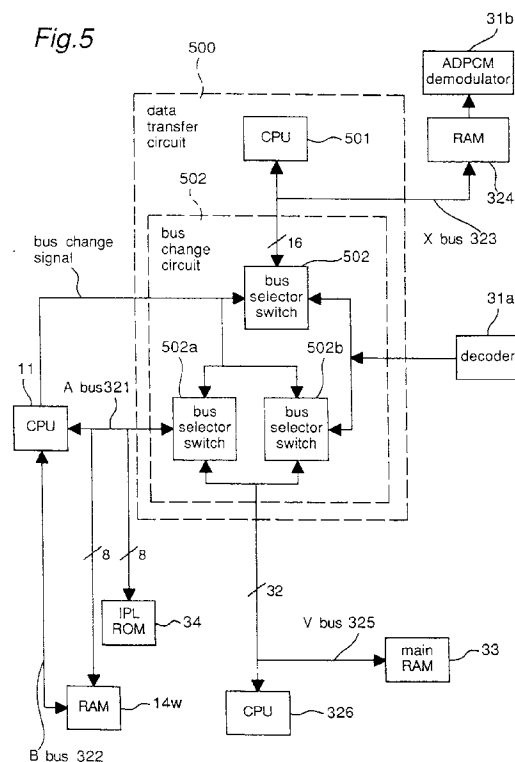 Fig.5
500
31b
ADPCM
demodulator
data
transfer
circuit
CPU
501
RAM
324
502
X bus 323
bus
change
circuit
16
502
bus change
signal
bus
selector
switch
31a
decoder
502a
502b
11
A bus321
CPU
bus
selector
switch
bus
selector
switch
8
8
32
IPL
ROM
34
V bus 325
main
RAM
33
RAM
14w
CPU
326
B bus 322